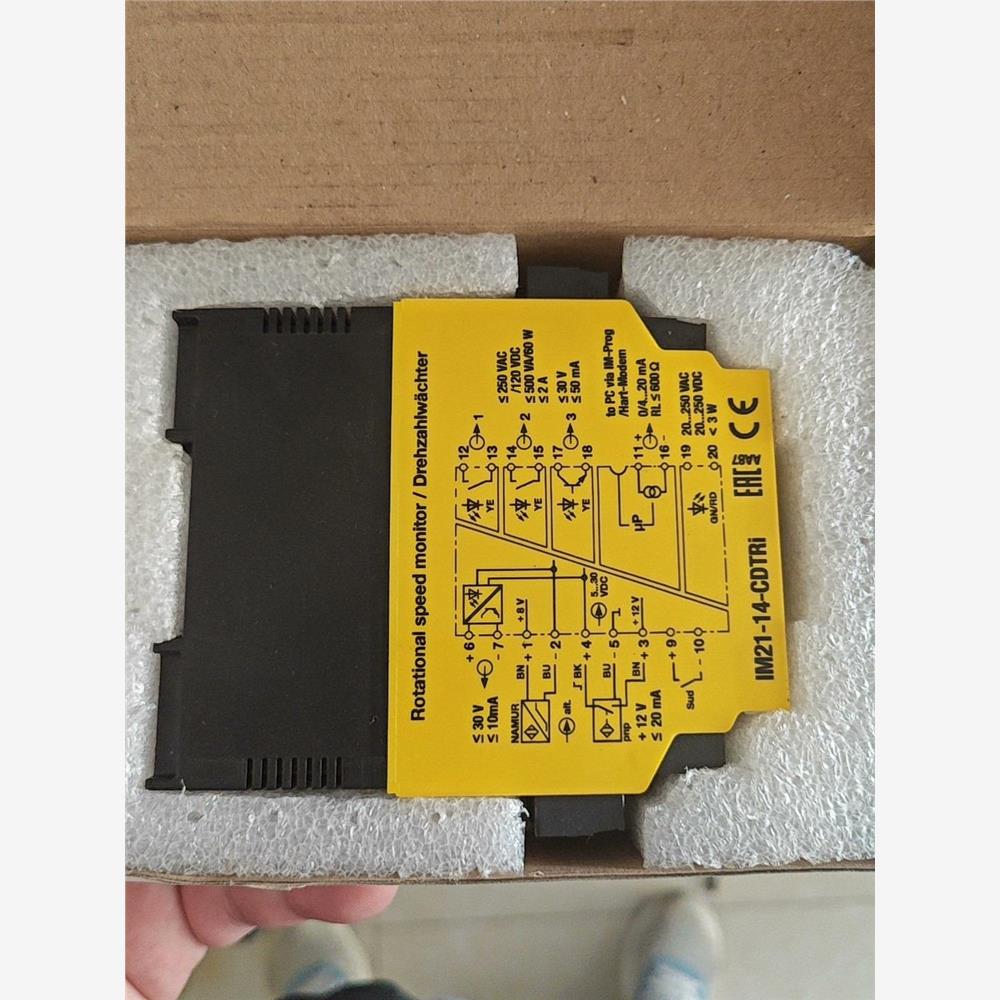 Rotational speed monitor / Drehzahlwächter
≤ 30 V
≤ 10mA
+ 6
- 7
+ 8 V
NAMUR
BN + 1
BU - 2
alt.
BK + 4
5...30
VDC
BU - 5
pnp
BN + 3
+ 12 V
+ 12 V
≤ 20 mA
Sud
+ 9
- 10
12
13
YE
1
≤ 250 VAC
/120 VDC
≤ 500 VA/60 W
≤ 2 A
14
15
YE
2
17
18
YE
3
≤ 30 V
≤ 50 mA
to PC via IM-Prog
/Hart-Modem
µP
11 +
16 -
0/4...20 mA
RL ≤ 600 Ω
GN/RD
19
20
20...250 VAC
20...250 VDC
< 3 W
IM21-14-CDTRi
EAC
CE